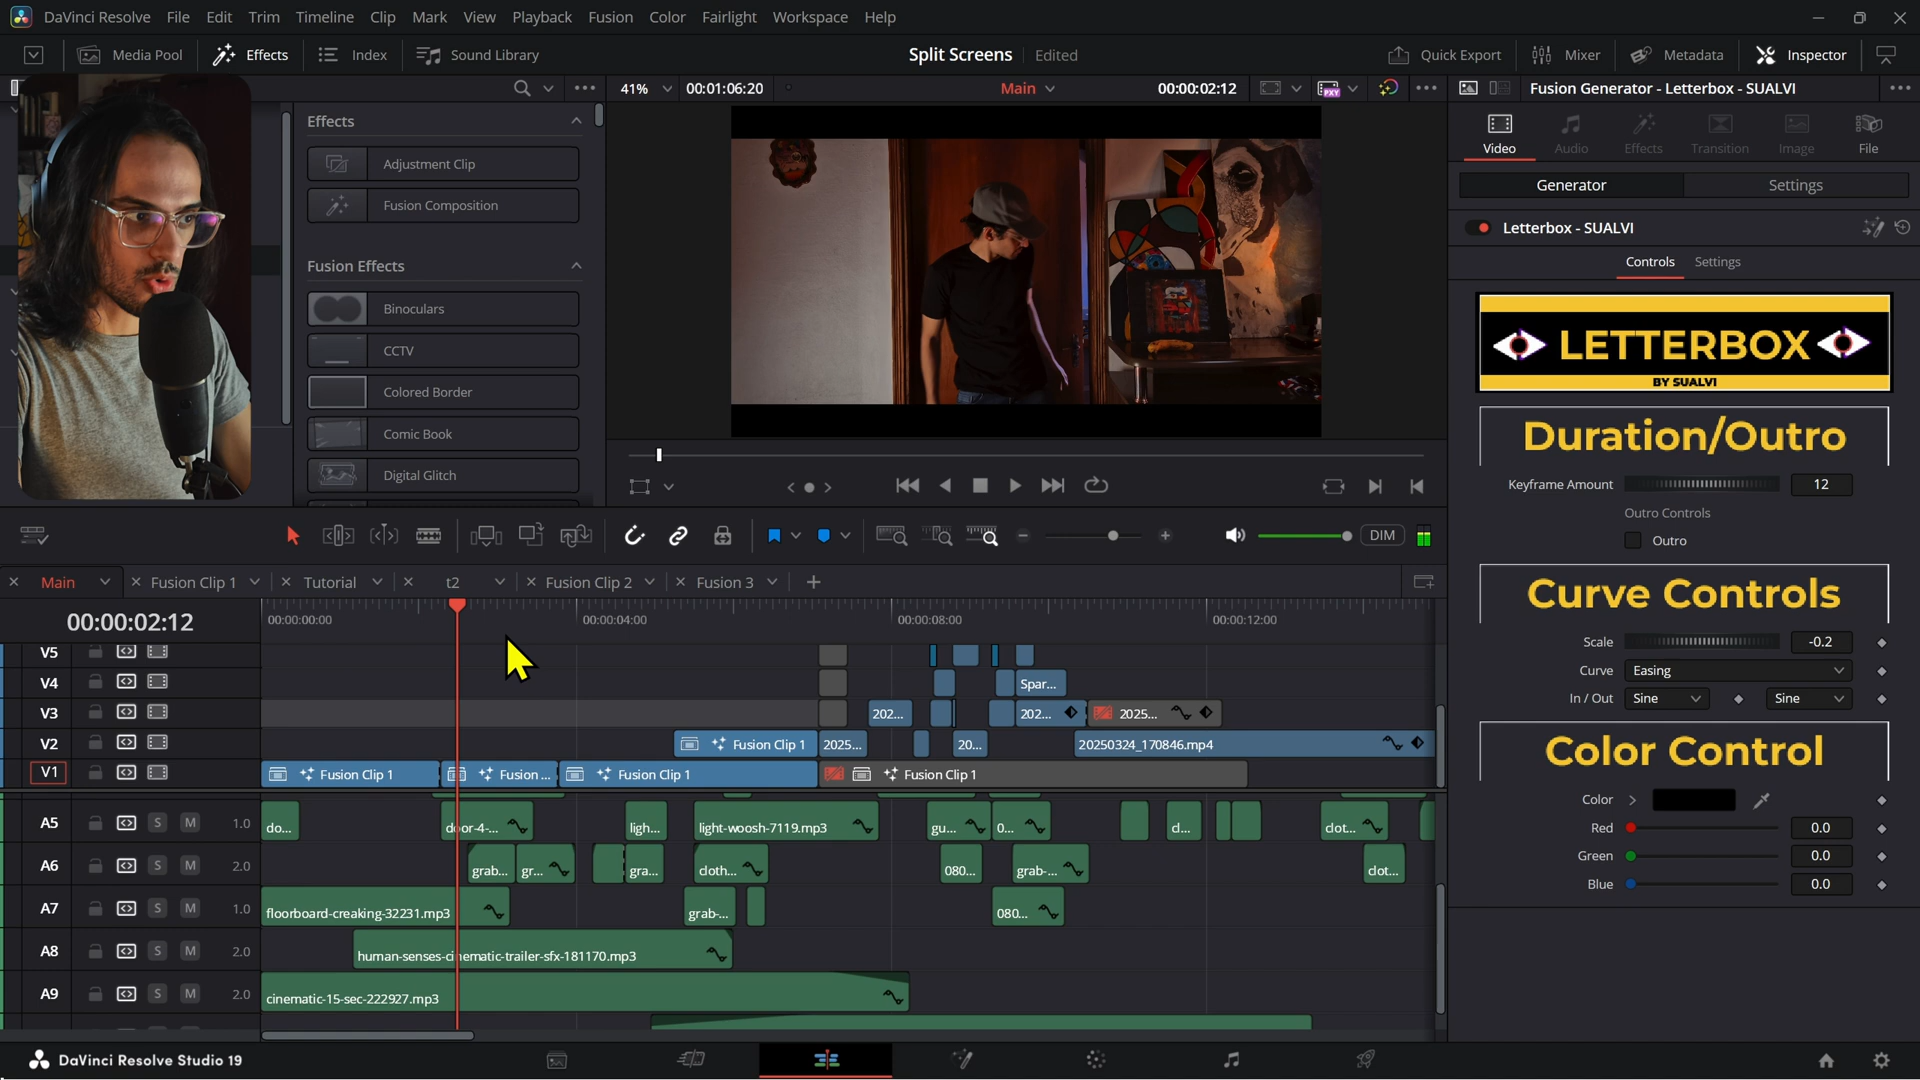 DaVinci Resolve File Edit Trim Timeline Clip Mark View Playback Fusion Color Fairlight Workspace Help
Media Pool Effects Index Sound Library Split Screens Edited Quick Export Mixer Metadata Inspector
41% 00:01:06:20 Main 00:00:02:12 PXY Fusion Generator - Letterbox - SUALVI
Video Audio Effects Transition Image File
Generator Settings
Letterbox - SUALVI
Controls Settings
LETTERBOX
BY SUALVI
Duration/Outro
Keyframe Amount 12
Outro Controls
Outro
Curve Controls
Scale -0.2
Curve Easing
In / Out Sine Sine
Color Control
Color
Red 0.0
Green 0.0
Blue 0.0
Effects
Adjustment Clip
Fusion Composition
Fusion Effects
Binoculars
CCTV
Colored Border
Comic Book
Digital Glitch
DIM
Main Fusion Clip 1 Tutorial t2 Fusion Clip 2 Fusion 3
00:00:02:12 00:00:00:00 00:00:04:00 00:00:08:00 00:00:12:00
V5
V4 Spar...
V3 202... 202... 2025...
V2 Fusion Clip 1 2025... 20... 20250324_170846.mp4
V1 Fusion Clip 1 Fusion ... Fusion Clip 1 Fusion Clip 1
A5 S M 1.0 do... door-4-... ligh... light-woosh-7119.mp3 gu... 0... d... clot...
A6 S M 2.0 grab... gr... gra... cloth... 080... grab-... clot...
A7 S M 1.0 floorboard-creaking-32231.mp3 grab-... 080...
A8 S M 2.0 human-senses-cinematic-trailer-sfx-181170.mp3
A9 S M 2.0 cinematic-15-sec-222927.mp3
DaVinci Resolve Studio 19